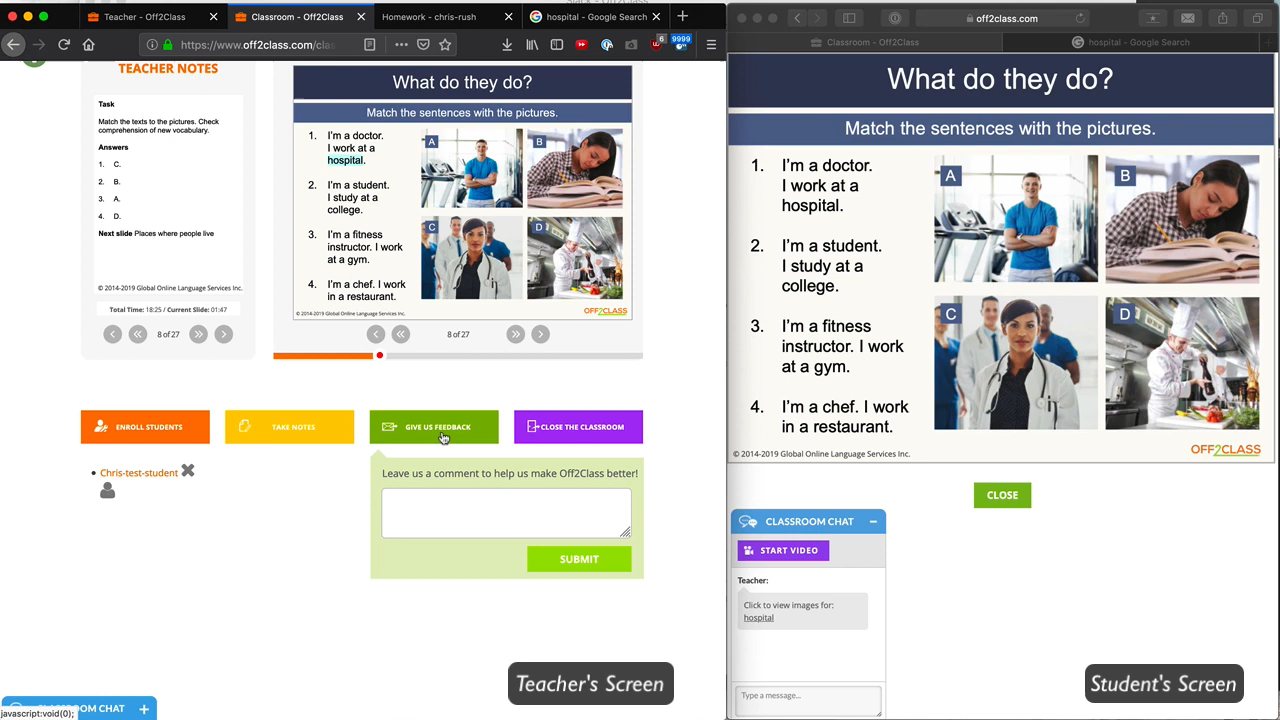 Teacher - Off2Class
Classroom - Off2Class
Homework - chris-rush
hospital - Google Search
https://www.off2class.com/clas
6
9999
TEACHER NOTES
Task
Match the texts to the pictures. Check
comprehension of new vocabulary.
Answers
1. C.
2. B.
3. A.
4. D.
Next slide Places where people live
© 2014-2019 Global Online Language Services Inc.
Total Time: 18:25 / Current Slide: 01:47
8 of 27
What do they do?
Match the sentences with the pictures.
1. I'm a doctor.
I work at a
hospital.
2. I'm a student.
I study at a
college.
3. I'm a fitness
instructor. I work
at a gym.
4. I'm a chef. I work
in a restaurant.
A
B
C
D
© 2014-2019 Global Online Language Services Inc.
OFF2CLASS
8 of 27
ENROLL STUDENTS
TAKE NOTES
GIVE US FEEDBACK
CLOSE THE CLASSROOM
• Chris-test-student
Leave us a comment to help us make Off2Class better!
SUBMIT
Teacher's Screen
CLASSROOM CHAT
javascript:void(0);
off2class.com
Classroom - Off2Class
hospital - Google Search
What do they do?
Match the sentences with the pictures.
1. I'm a doctor.
I work at a
hospital.
2. I'm a student.
I study at a
college.
3. I'm a fitness
instructor. I work
at a gym.
4. I'm a chef. I work
in a restaurant.
A
B
C
D
© 2014-2019 Global Online Language Services Inc.
OFF2CLASS
CLOSE
CLASSROOM CHAT
START VIDEO
Teacher:
Click to view images for:
hospital
Type a message...
Student's Screen